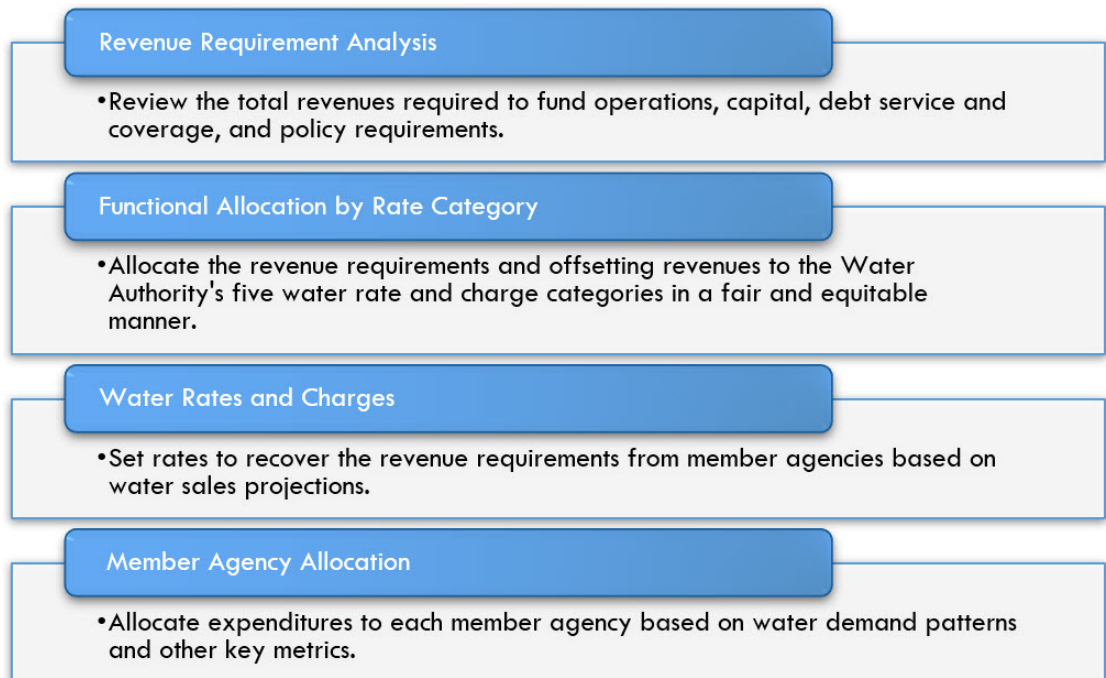 Revenue Requirement Analysis
•Review the total revenues required to fund operations, capital, debt service and
coverage, and policy requirements.
Functional Allocation by Rate Category
•Allocate the revenue requirements and offsetting revenues to the Water
Authority's five water rate and charge categories in a fair and equitable
manner.
Water Rates and Charges
•Set rates to recover the revenue requirements from member agencies based on
water sales projections.
Member Agency Allocation
•Allocate expenditures to each member agency based on water demand patterns
and other key metrics.